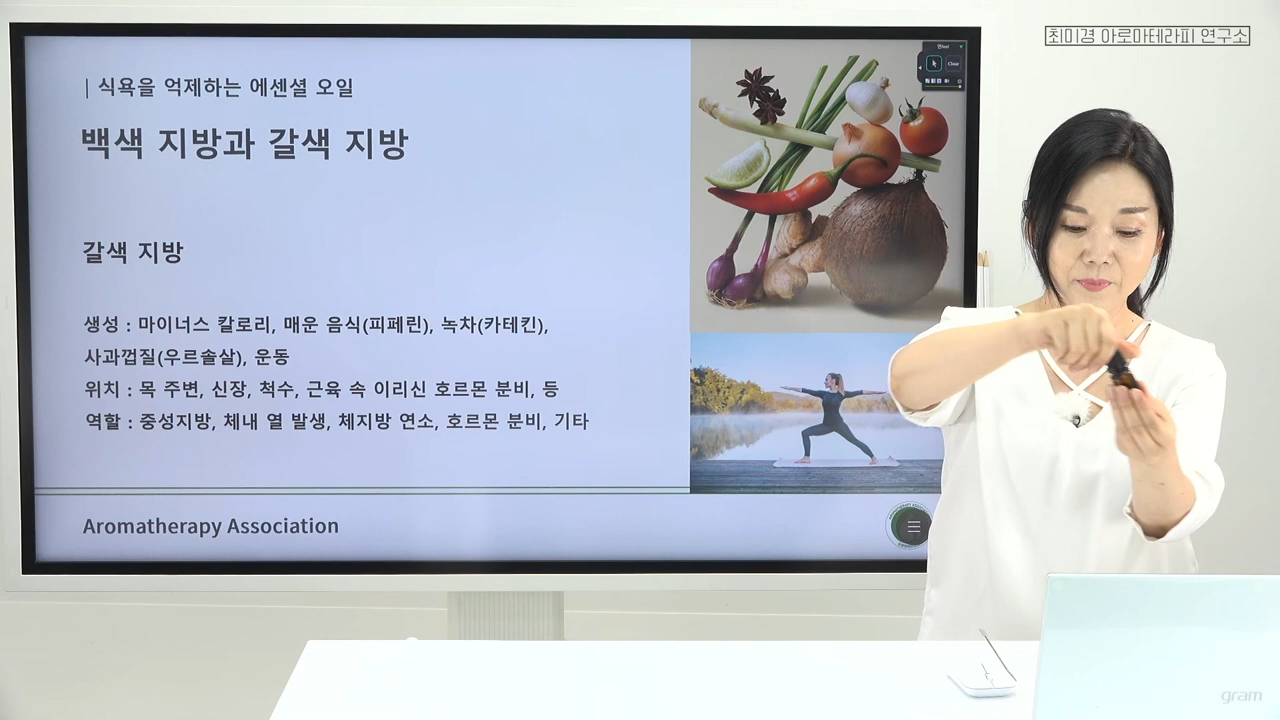 최미경 아로마테라피 연구소
| 식욕을 억제하는 에센셜 오일
백색 지방과 갈색 지방
갈색 지방
생성 : 마이너스 칼로리, 매운 음식(피페린), 녹차(카테킨),
사과껍질(우르솔살), 운동
위치 : 목 주변, 신장, 척수, 근육 속 이리신 호르몬 분비, 등
역할 : 중성지방, 체내 열 발생, 체지방 연소, 호르몬 분비, 기타
Aromatherapy Association
Clear
gram